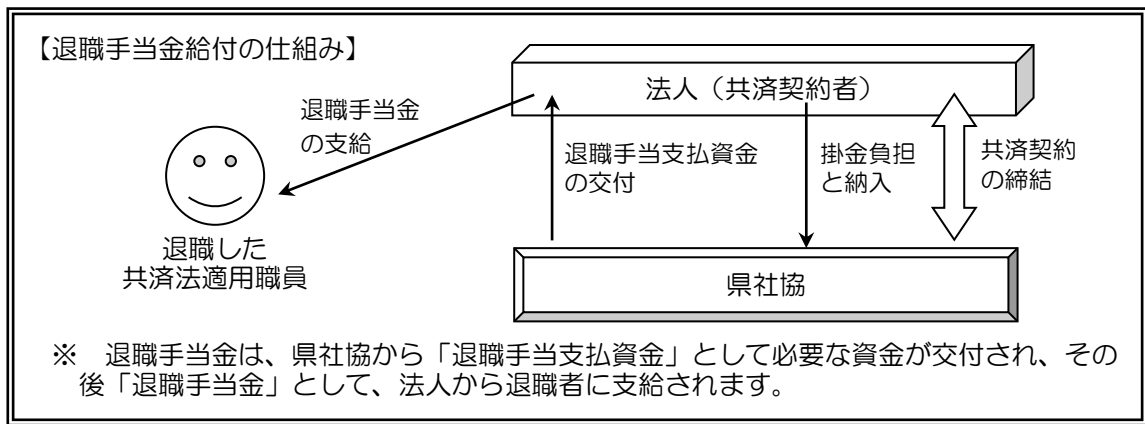 【退職手当金給付の仕組み】
法人（共済契約者）
退職手当金
の支給
退職手当支払資金
の交付
掛金負担
と納入
共済契約
の締結
退職した
共済法適用職員
県社協
※　退職手当金は、県社協から「退職手当支払資金」として必要な資金が交付され、その
後「退職手当金」として、法人から退職者に支給されます。